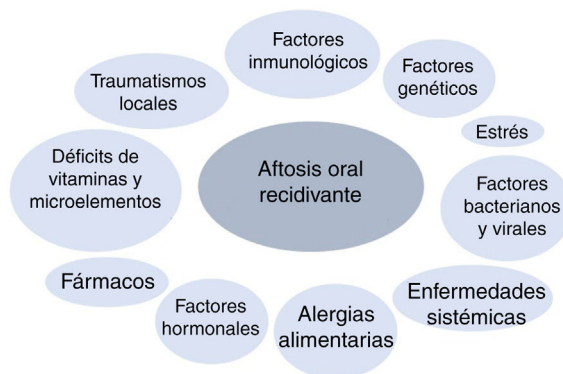 Factores
inmunológicos
Factores
genéticos
Traumatismos
locales
Estrés
Déficits de
vitaminas y
microelementos
Aftosis oral
recidivante
Factores
bacterianos
y virales
Fármacos
Factores
hormonales
Alergias
alimentarias
Enfermedades
sistémicas